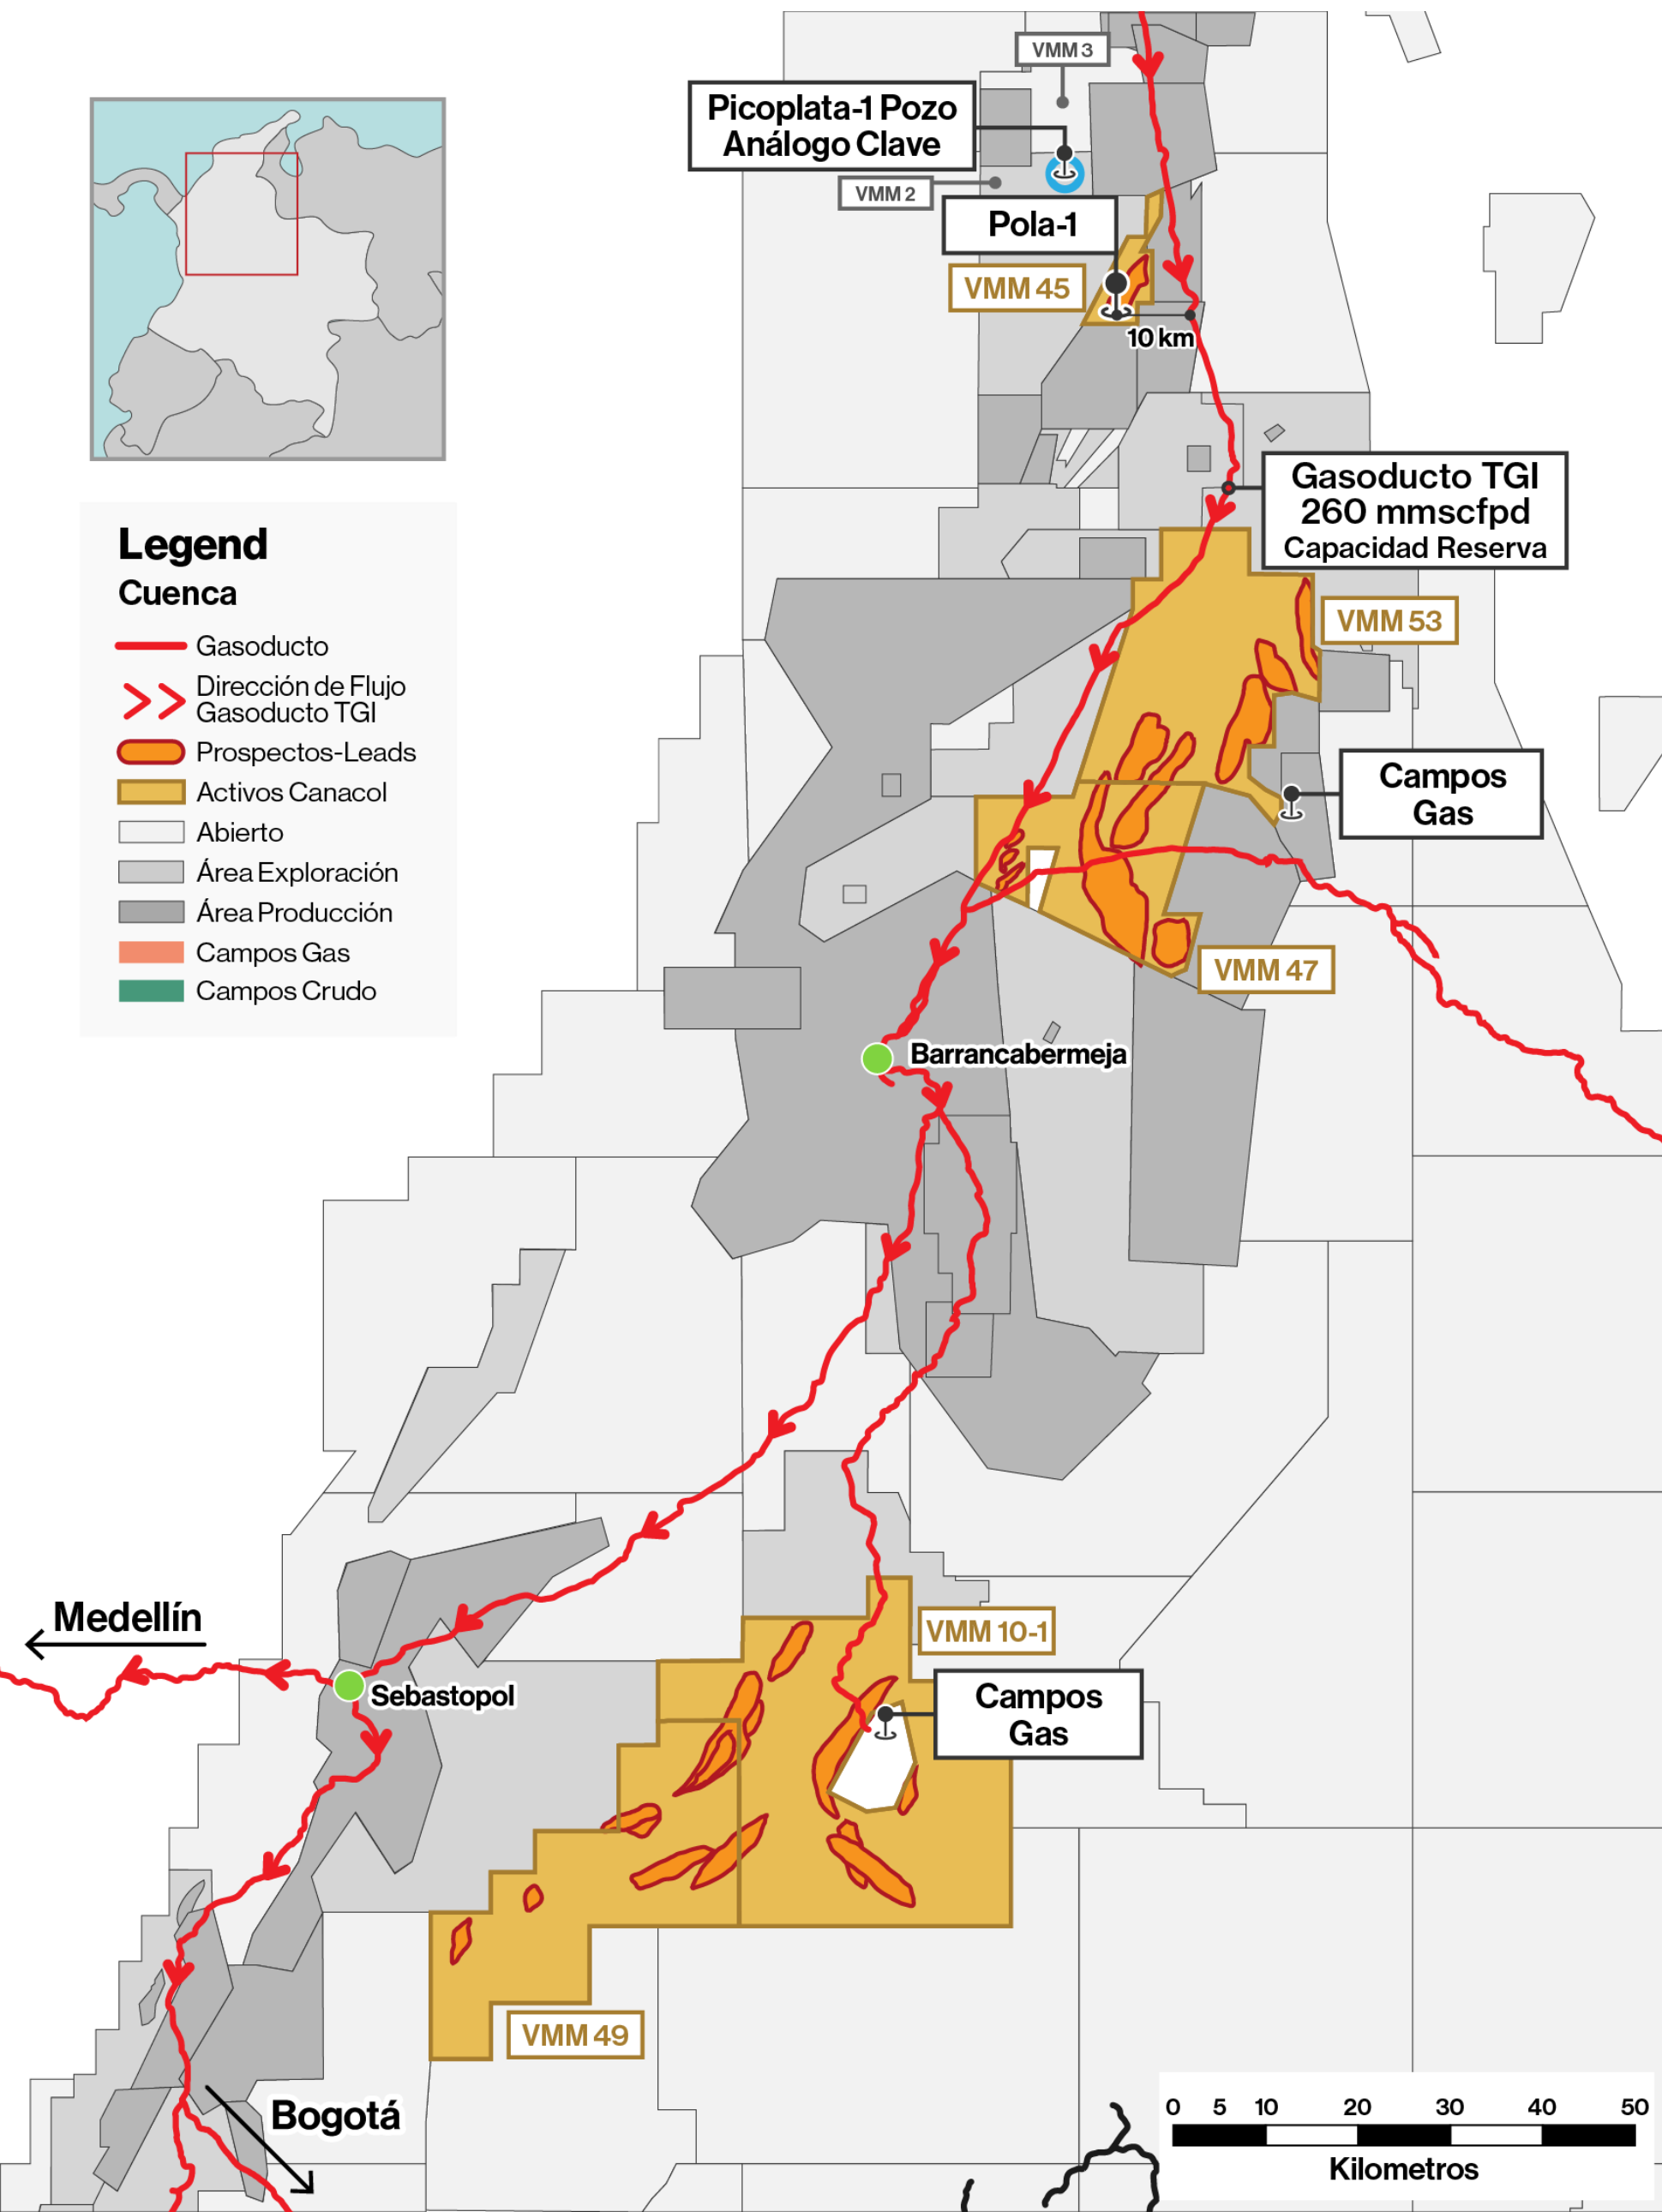 VMM 3
Picoplata-1 Pozo
Análogo Clave
VMM 2
Pola-1
VMM 45
10 km
Gasoducto TGI
260 mmscfpd
Capacidad Reserva
Legend
Cuenca
Gasoducto
Dirección de Flujo
Gasoducto TGI
Prospectos-Leads
Activos Canacol
Abierto
Área Exploración
Área Producción
Campos Gas
Campos Crudo
VMM 53
Campos
Gas
VMM 47
Barrancabermeja
Medellín
Sebastopol
VMM 10-1
Campos
Gas
VMM 49
Bogotá
0 5 10 20 30 40 50
Kilometros